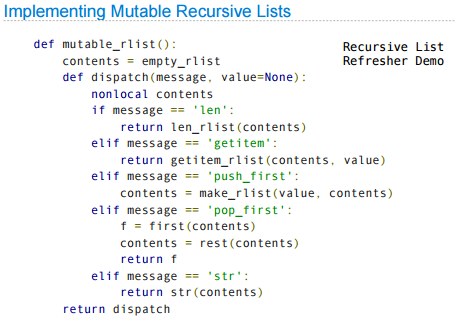 Implementing Mutable Recursive Lists
Recursive List
Refresher Demo
def mutable_rlist():
    contents = empty_rlist
    def dispatch(message, value=None):
        nonlocal contents
        if message == 'len':
            return len_rlist(contents)
        elif message == 'getitem':
            return getitem_rlist(contents, value)
        elif message == 'push_first':
            contents = make_rlist(value, contents)
        elif message == 'pop_first':
            f = first(contents)
            contents = rest(contents)
            return f
        elif message == 'str':
            return str(contents)
    return dispatch